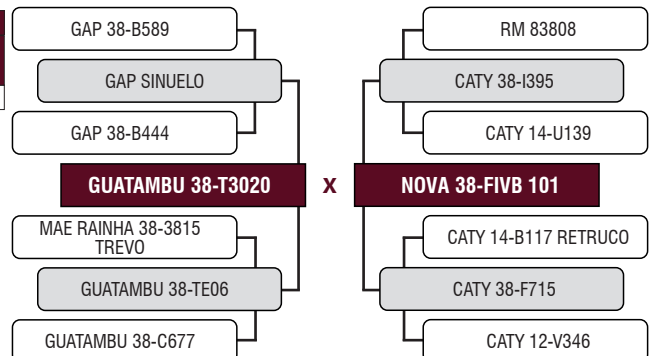 GAP 38-B589
GAP SINUELO
GAP 38-B444
GUATAMBU 38-T3020
MAE RAINHA 38-3815
TREVO
GUATAMBU 38-TE06
GUATAMBU 38-C677
X
RM 83808
CATY 38-I395
CATY 14-U139
NOVA 38-FIVB 101
CATY 14-B117 RETRUCO
CATY 38-F715
CATY 12-V346